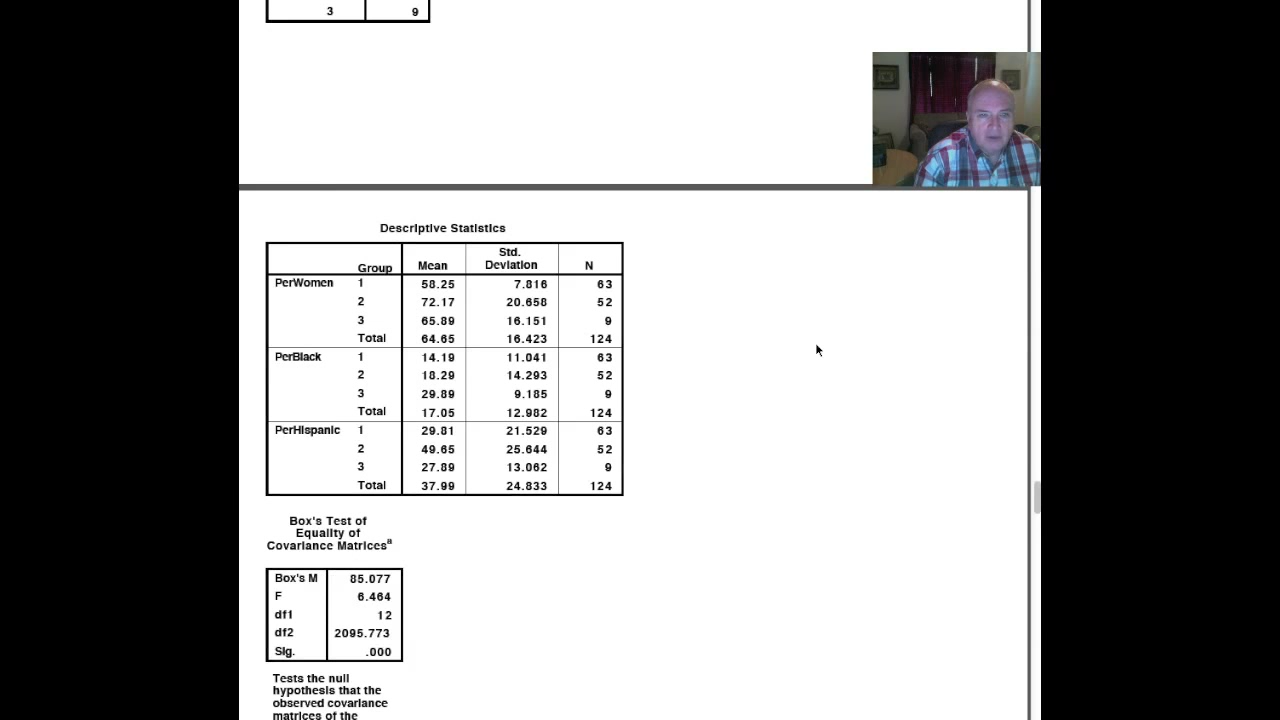 3 9
Descriptive Statistics
Group Mean Std. Deviation N
PerWomen 1 58.25 7.816 63
2 72.17 20.658 52
3 65.89 16.151 9
Total 64.65 16.423 124
PerBlack 1 14.19 11.041 63
2 18.29 14.293 52
3 29.89 9.185 9
Total 17.05 12.982 124
PerHispanic 1 29.81 21.529 63
2 49.65 25.644 52
3 27.89 13.062 9
Total 37.99 24.833 124
Box's Test of
Equality of
Covariance Matricesa
Box's M 85.077
F 6.464
df1 12
df2 2095.773
Sig. .000
Tests the null
hypothesis that the
observed covariance
matrices of the